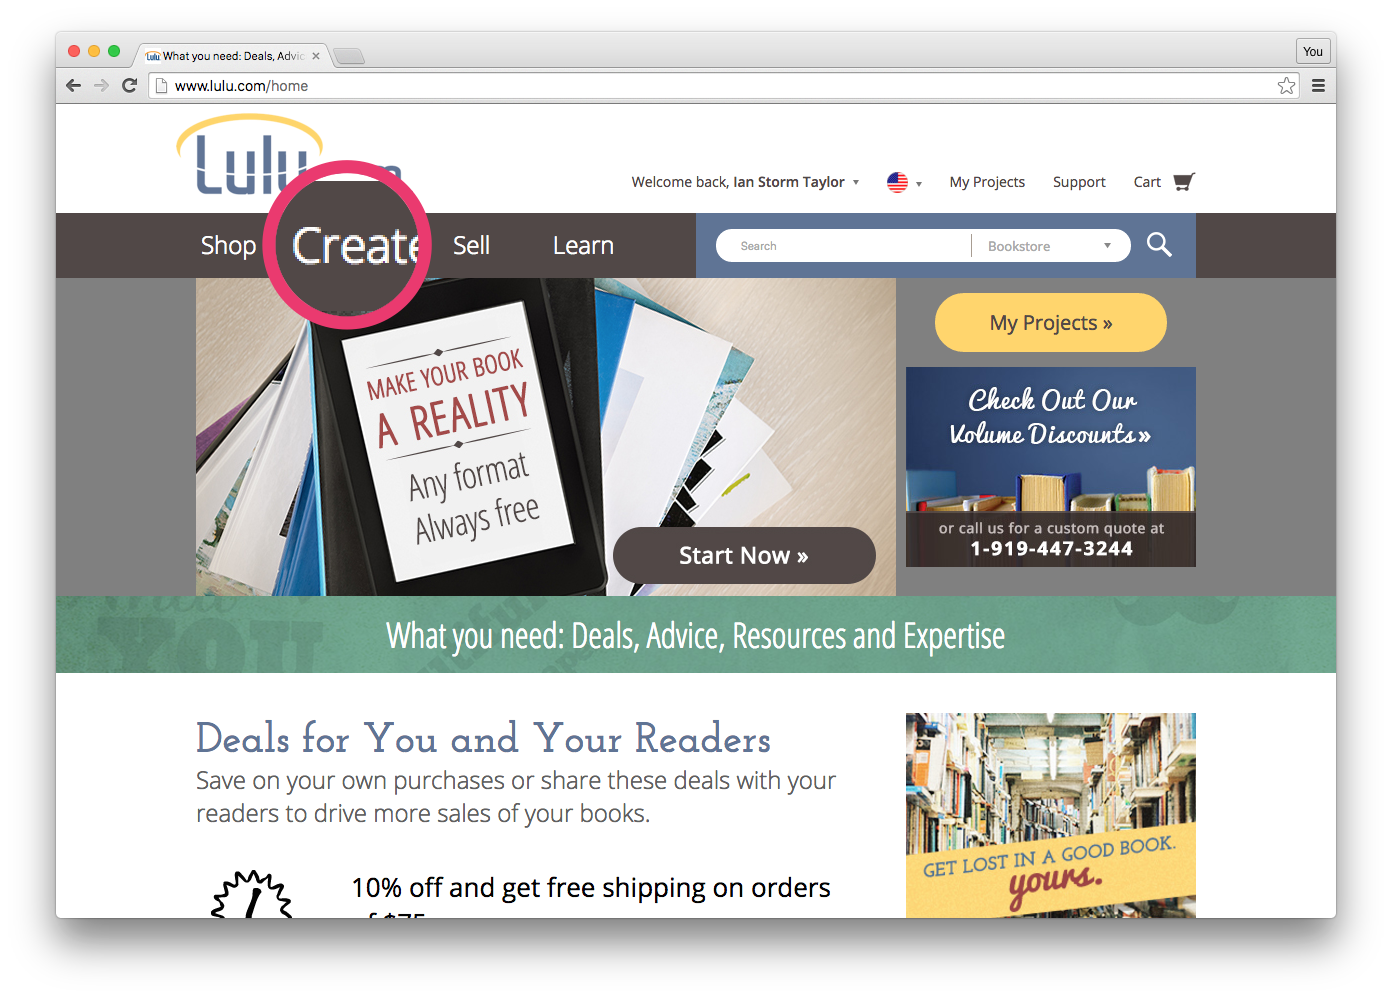 You
Lulu What you need: Deals, Advic
www.lulu.com/home
Lulu
Welcome back, Ian Storm Taylor
My Projects
Support
Cart
Shop
Create
Sell
Learn
Search
Bookstore
MAKE YOUR BOOK
A REALITY
Any format
Always free
Start Now »
My Projects »
Check Out Our
Volume Discounts»
or call us for a custom quote at
1-919-447-3244
YOU
What you need: Deals, Advice, Resources and Expertise
Deals for You and Your Readers
Save on your own purchases or share these deals with your
readers to drive more sales of your books.
10% off and get free shipping on orders
of $75
GET LOST IN A GOOD BOOK.
yours.